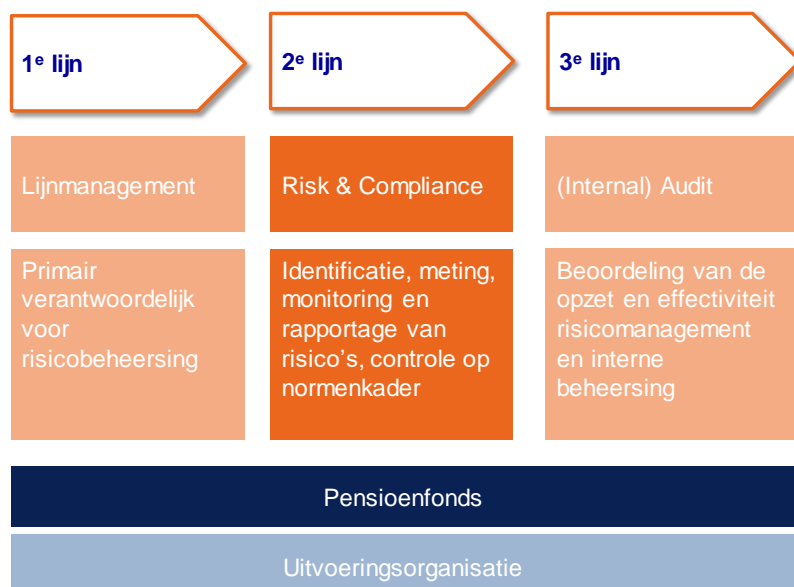 1e lijn
2e lijn
3e lijn
Lijnmanagement
Risk & Compliance
(Internal) Audit
Primair
verantwoordelijk
voor
risicobeheersing
Identificatie, meting,
monitoring en
rapportage van
risico's, controle op
normenkader
Beoordeling van de
opzet en effectiviteit
risicomanagement
en interne
beheersing
Pensioenfonds
Uitvoeringsorganisatie